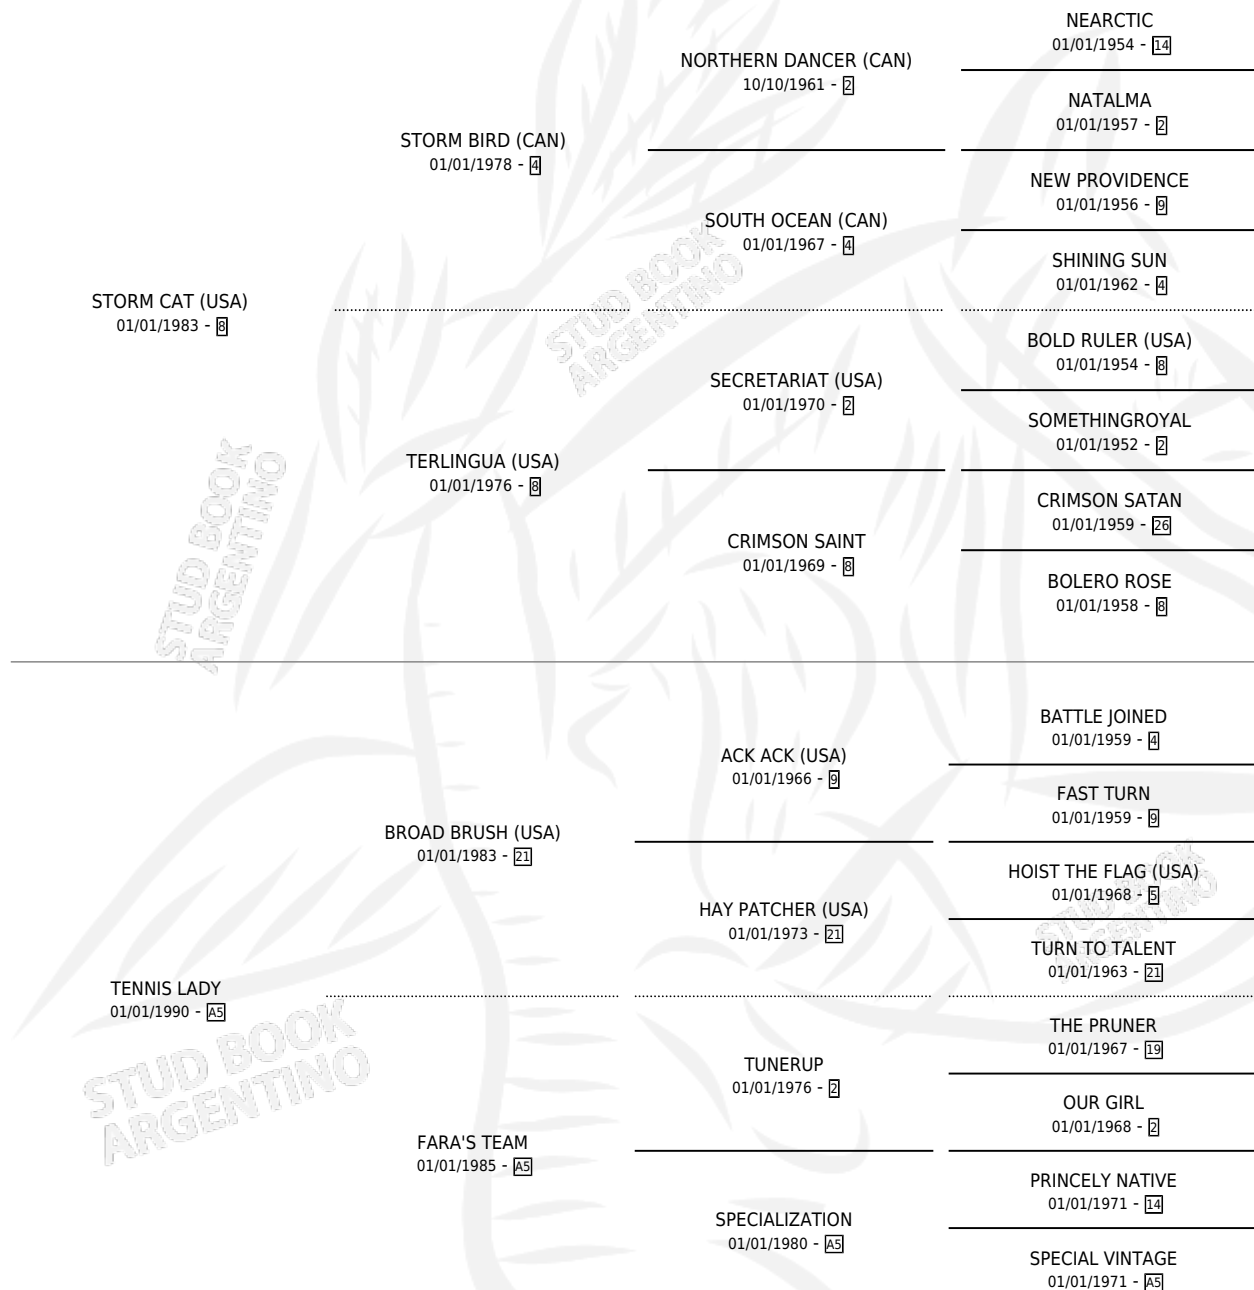 NEARCTIC
01/01/1954 - 14
NORTHERN DANCER (CAN)
10/10/1961 - 2
NATALMA
01/01/1957 - 2
STORM BIRD (CAN)
01/01/1978 - 4
NEW PROVIDENCE
01/01/1956 - 9
SOUTH OCEAN (CAN)
01/01/1967 - 4
SHINING SUN
01/01/1962 - 4
STORM CAT (USA)
01/01/1983 - 8
STUD BOOK
ARGENTINO
BOLD RULER (USA)
01/01/1954 - 8
SECRETARIAT (USA)
01/01/1970 - 2
SOMETHINGROYAL
01/01/1952 - 2
TERLINGUA (USA)
01/01/1976 - 8
CRIMSON SATAN
01/01/1959 - 26
CRIMSON SAINT
01/01/1969 - 8
BOLERO ROSE
01/01/1958 - 8
STUD BOOK
ARGENTINO
BATTLE JOINED
01/01/1959 - 4
ACK ACK (USA)
01/01/1966 - 9
FAST TURN
01/01/1959 - 9
BROAD BRUSH (USA)
01/01/1983 - 21
HOIST THE FLAG (USA)
01/01/1968 - 5
HAY PATCHER (USA)
01/01/1973 - 21
STUD BOOK
ARGENTINO
TURN TO TALENT
01/01/1963 - 21
TENNIS LADY
01/01/1990 - A5
THE PRUNER
01/01/1967 - 19
TUNERUP
01/01/1976 - 2
STUD BOOK
ARGENTINO
OUR GIRL
01/01/1968 - 2
FARA'S TEAM
01/01/1985 - A5
PRINCELY NATIVE
01/01/1971 - 14
SPECIALIZATION
01/01/1980 - A5
SPECIAL VINTAGE
01/01/1971 - A5